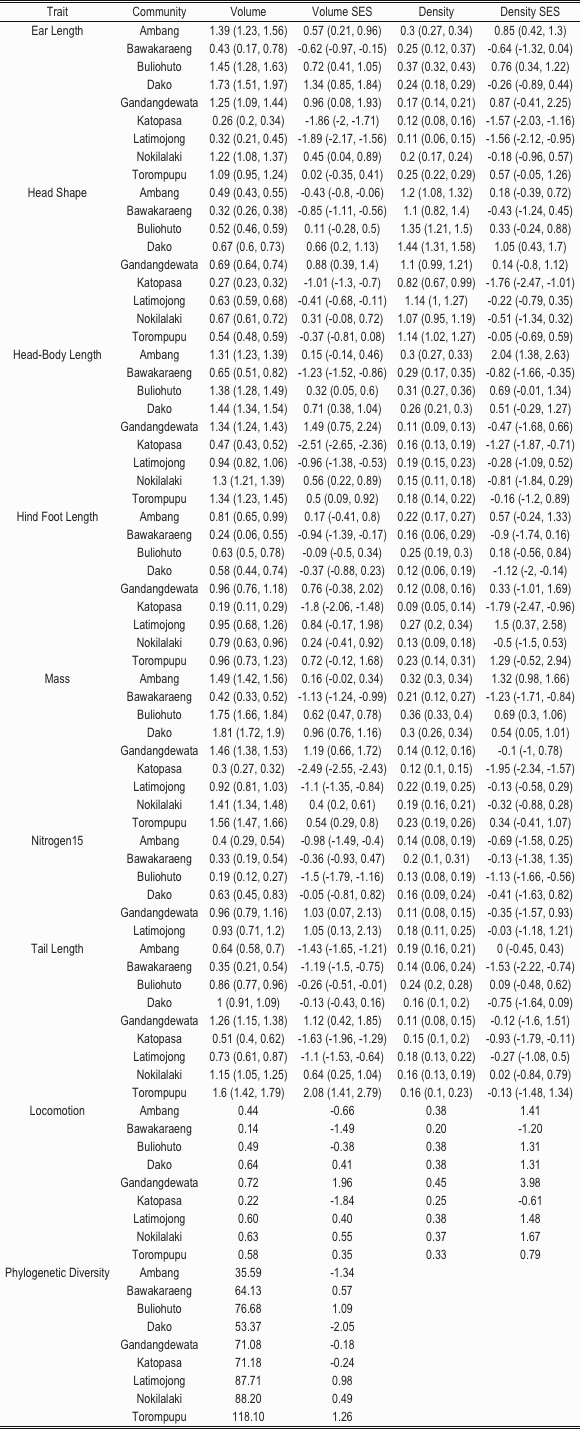 Trait Community Volume Volume SES Density Density SES
Ear Length Ambang 1.39 (1.23, 1.56) 0.57 (0.21, 0.96) 0.3 (0.27, 0.34) 0.85 (0.42, 1.3)
Bawakaraeng 0.43 (0.17, 0.78) -0.62 (-0.97, -0.15) 0.25 (0.12, 0.37) -0.64 (-1.32, 0.04)
Buliohuto 1.45 (1.28, 1.63) 0.72 (0.41, 1.05) 0.37 (0.32, 0.43) 0.76 (0.34, 1.22)
Dako 1.73 (1.51, 1.97) 1.34 (0.85, 1.84) 0.24 (0.18, 0.29) -0.26 (-0.89, 0.44)
Gandangdewata 1.25 (1.09, 1.44) 0.96 (0.08, 1.93) 0.17 (0.14, 0.21) 0.87 (-0.41, 2.25)
Katopasa 0.26 (0.2, 0.34) -1.86 (-2, -1.71) 0.12 (0.08, 0.16) -1.57 (-2.03, -1.16)
Latimojong 0.32 (0.21, 0.45) -1.89 (-2.17, -1.56) 0.11 (0.06, 0.15) -1.56 (-2.12, -0.95)
Nokilalaki 1.22 (1.08, 1.37) 0.45 (0.04, 0.89) 0.2 (0.17, 0.24) -0.18 (-0.96, 0.57)
Torompupu 1.09 (0.95, 1.24) 0.02 (-0.35, 0.41) 0.25 (0.22, 0.29) 0.57 (-0.05, 1.26)
Head Shape Ambang 0.49 (0.43, 0.55) -0.43 (-0.8, -0.06) 1.2 (1.08, 1.32) 0.18 (-0.39, 0.72)
Bawakaraeng 0.32 (0.26, 0.38) -0.85 (-1.11, -0.56) 1.1 (0.82, 1.4) -0.43 (-1.24, 0.45)
Buliohuto 0.52 (0.46, 0.59) 0.11 (-0.28, 0.5) 1.35 (1.21, 1.5) 0.33 (-0.24, 0.88)
Dako 0.67 (0.6, 0.73) 0.66 (0.2, 1.13) 1.44 (1.31, 1.58) 1.05 (0.43, 1.7)
Gandangdewata 0.69 (0.64, 0.74) 0.88 (0.39, 1.4) 1.1 (0.99, 1.21) 0.14 (-0.8, 1.12)
Katopasa 0.27 (0.23, 0.32) -1.01 (-1.3, -0.7) 0.82 (0.67, 0.99) -1.76 (-2.47, -1.01)
Latimojong 0.63 (0.59, 0.68) -0.41 (-0.68, -0.11) 1.14 (1, 1.27) -0.22 (-0.79, 0.35)
Nokilalaki 0.67 (0.61, 0.72) 0.31 (-0.08, 0.72) 1.07 (0.95, 1.19) -0.51 (-1.34, 0.32)
Torompupu 0.54 (0.48, 0.59) -0.37 (-0.81, 0.08) 1.14 (1.02, 1.27) -0.05 (-0.69, 0.59)
Head-Body Length Ambang 1.31 (1.23, 1.39) 0.15 (-0.14, 0.46) 0.3 (0.27, 0.33) 2.04 (1.38, 2.63)
Bawakaraeng 0.65 (0.51, 0.82) -1.23 (-1.52, -0.86) 0.29 (0.17, 0.35) -0.82 (-1.66, -0.35)
Buliohuto 1.38 (1.28, 1.49) 0.32 (0.05, 0.6) 0.31 (0.27, 0.36) 0.69 (-0.01, 1.34)
Dako 1.44 (1.34, 1.54) 0.71 (0.38, 1.04) 0.26 (0.21, 0.3) 0.51 (-0.29, 1.27)
Gandangdewata 1.34 (1.24, 1.43) 1.49 (0.75, 2.24) 0.11 (0.09, 0.13) -0.47 (-1.68, 0.66)
Katopasa 0.47 (0.43, 0.52) -2.51 (-2.65, -2.36) 0.16 (0.13, 0.19) -1.27 (-1.87, -0.71)
Latimojong 0.94 (0.82, 1.06) -0.96 (-1.38, -0.53) 0.19 (0.15, 0.23) -0.28 (-1.09, 0.52)
Nokilalaki 1.3 (1.21, 1.39) 0.56 (0.22, 0.89) 0.15 (0.11, 0.18) -0.81 (-1.84, 0.29)
Torompupu 1.34 (1.23, 1.45) 0.5 (0.09, 0.92) 0.18 (0.14, 0.22) -0.16 (-1.2, 0.89)
Hind Foot Length Ambang 0.81 (0.65, 0.99) 0.17 (-0.41, 0.8) 0.22 (0.17, 0.27) 0.57 (-0.24, 1.33)
Bawakaraeng 0.24 (0.06, 0.55) -0.94 (-1.39, -0.17) 0.16 (0.06, 0.29) -0.9 (-1.74, 0.16)
Buliohuto 0.63 (0.5, 0.78) -0.09 (-0.5, 0.34) 0.25 (0.19, 0.3) 0.18 (-0.56, 0.84)
Dako 0.58 (0.44, 0.74) -0.37 (-0.88, 0.23) 0.12 (0.06, 0.19) -1.12 (-2, -0.14)
Gandangdewata 0.96 (0.76, 1.18) 0.76 (-0.38, 2.02) 0.12 (0.08, 0.16) 0.33 (-1.01, 1.69)
Katopasa 0.19 (0.11, 0.29) -1.8 (-2.06, -1.48) 0.09 (0.05, 0.14) -1.79 (-2.47, -0.96)
Latimojong 0.95 (0.68, 1.26) 0.84 (-0.17, 1.98) 0.27 (0.2, 0.34) 1.5 (0.37, 2.58)
Nokilalaki 0.79 (0.63, 0.96) 0.24 (-0.41, 0.92) 0.13 (0.09, 0.18) -0.5 (-1.5, 0.53)
Torompupu 0.96 (0.73, 1.23) 0.72 (-0.12, 1.68) 0.23 (0.14, 0.31) 1.29 (-0.52, 2.94)
Mass Ambang 1.49 (1.42, 1.56) 0.16 (-0.02, 0.34) 0.32 (0.3, 0.34) 1.32 (0.98, 1.66)
Bawakaraeng 0.42 (0.33, 0.52) -1.13 (-1.24, -0.99) 0.21 (0.12, 0.27) -1.23 (-1.71, -0.84)
Buliohuto 1.75 (1.66, 1.84) 0.62 (0.47, 0.78) 0.36 (0.33, 0.4) 0.69 (0.3, 1.06)
Dako 1.81 (1.72, 1.9) 0.96 (0.76, 1.16) 0.3 (0.26, 0.34) 0.54 (0.05, 1.01)
Gandangdewata 1.46 (1.38, 1.53) 1.19 (0.66, 1.72) 0.14 (0.12, 0.16) -0.1 (-1, 0.78)
Katopasa 0.3 (0.27, 0.32) -2.49 (-2.55, -2.43) 0.12 (0.1, 0.15) -1.95 (-2.34, -1.57)
Latimojong 0.92 (0.81, 1.03) -1.1 (-1.35, -0.84) 0.22 (0.19, 0.25) -0.13 (-0.58, 0.29)
Nokilalaki 1.41 (1.34, 1.48) 0.4 (0.2, 0.61) 0.19 (0.16, 0.21) -0.32 (-0.88, 0.28)
Torompupu 1.56 (1.47, 1.66) 0.54 (0.29, 0.8) 0.23 (0.19, 0.26) 0.34 (-0.41, 1.07)
Nitrogen15 Ambang 0.4 (0.29, 0.54) -0.98 (-1.49, -0.4) 0.14 (0.08, 0.19) -0.69 (-1.58, 0.25)
Bawakaraeng 0.33 (0.19, 0.54) -0.36 (-0.93, 0.47) 0.2 (0.1, 0.31) -0.13 (-1.38, 1.35)
Buliohuto 0.19 (0.12, 0.27) -1.5 (-1.79, -1.16) 0.13 (0.08, 0.19) -1.13 (-1.66, -0.56)
Dako 0.63 (0.45, 0.83) -0.05 (-0.81, 0.82) 0.16 (0.09, 0.24) -0.41 (-1.63, 0.82)
Gandangdewata 0.96 (0.79, 1.16) 1.03 (0.07, 2.13) 0.11 (0.08, 0.15) -0.35 (-1.57, 0.93)
Latimojong 0.93 (0.71, 1.2) 1.05 (0.13, 2.13) 0.18 (0.11, 0.25) -0.03 (-1.18, 1.21)
Tail Length Ambang 0.64 (0.58, 0.7) -1.43 (-1.65, -1.21) 0.19 (0.16, 0.21) 0 (-0.45, 0.43)
Bawakaraeng 0.35 (0.21, 0.54) -1.19 (-1.5, -0.75) 0.14 (0.06, 0.24) -1.53 (-2.22, -0.74)
Buliohuto 0.86 (0.77, 0.96) -0.26 (-0.51, -0.01) 0.24 (0.2, 0.28) 0.09 (-0.48, 0.62)
Dako 1 (0.91, 1.09) -0.13 (-0.43, 0.16) 0.16 (0.1, 0.2) -0.75 (-1.64, 0.09)
Gandangdewata 1.26 (1.15, 1.38) 1.12 (0.42, 1.85) 0.11 (0.08, 0.15) -0.12 (-1.6, 1.51)
Katopasa 0.51 (0.4, 0.62) -1.63 (-1.96, -1.29) 0.15 (0.1, 0.2) -0.93 (-1.79, -0.11)
Latimojong 0.73 (0.61, 0.87) -1.1 (-1.53, -0.64) 0.18 (0.13, 0.22) -0.27 (-1.08, 0.5)
Nokilalaki 1.15 (1.05, 1.25) 0.64 (0.25, 1.04) 0.16 (0.13, 0.19) 0.02 (-0.84, 0.79)
Torompupu 1.6 (1.42, 1.79) 2.08 (1.41, 2.79) 0.16 (0.1, 0.23) -0.13 (-1.48, 1.34)
Locomotion Ambang 0.44 -0.66 0.38 1.41
Bawakaraeng 0.14 -1.49 0.20 -1.20
Buliohuto 0.49 -0.38 0.38 1.31
Dako 0.64 0.41 0.38 1.31
Gandangdewata 0.72 1.96 0.45 3.98
Katopasa 0.22 -1.84 0.25 -0.61
Latimojong 0.60 0.40 0.38 1.48
Nokilalaki 0.63 0.55 0.37 1.67
Torompupu 0.58 0.35 0.33 0.79
Phylogenetic Diversity Ambang 35.59 -1.34
Bawakaraeng 64.13 0.57
Buliohuto 76.68 1.09
Dako 53.37 -2.05
Gandangdewata 71.08 -0.18
Katopasa 71.18 -0.24
Latimojong 87.71 0.98
Nokilalaki 88.20 0.49
Torompupu 118.10 1.26